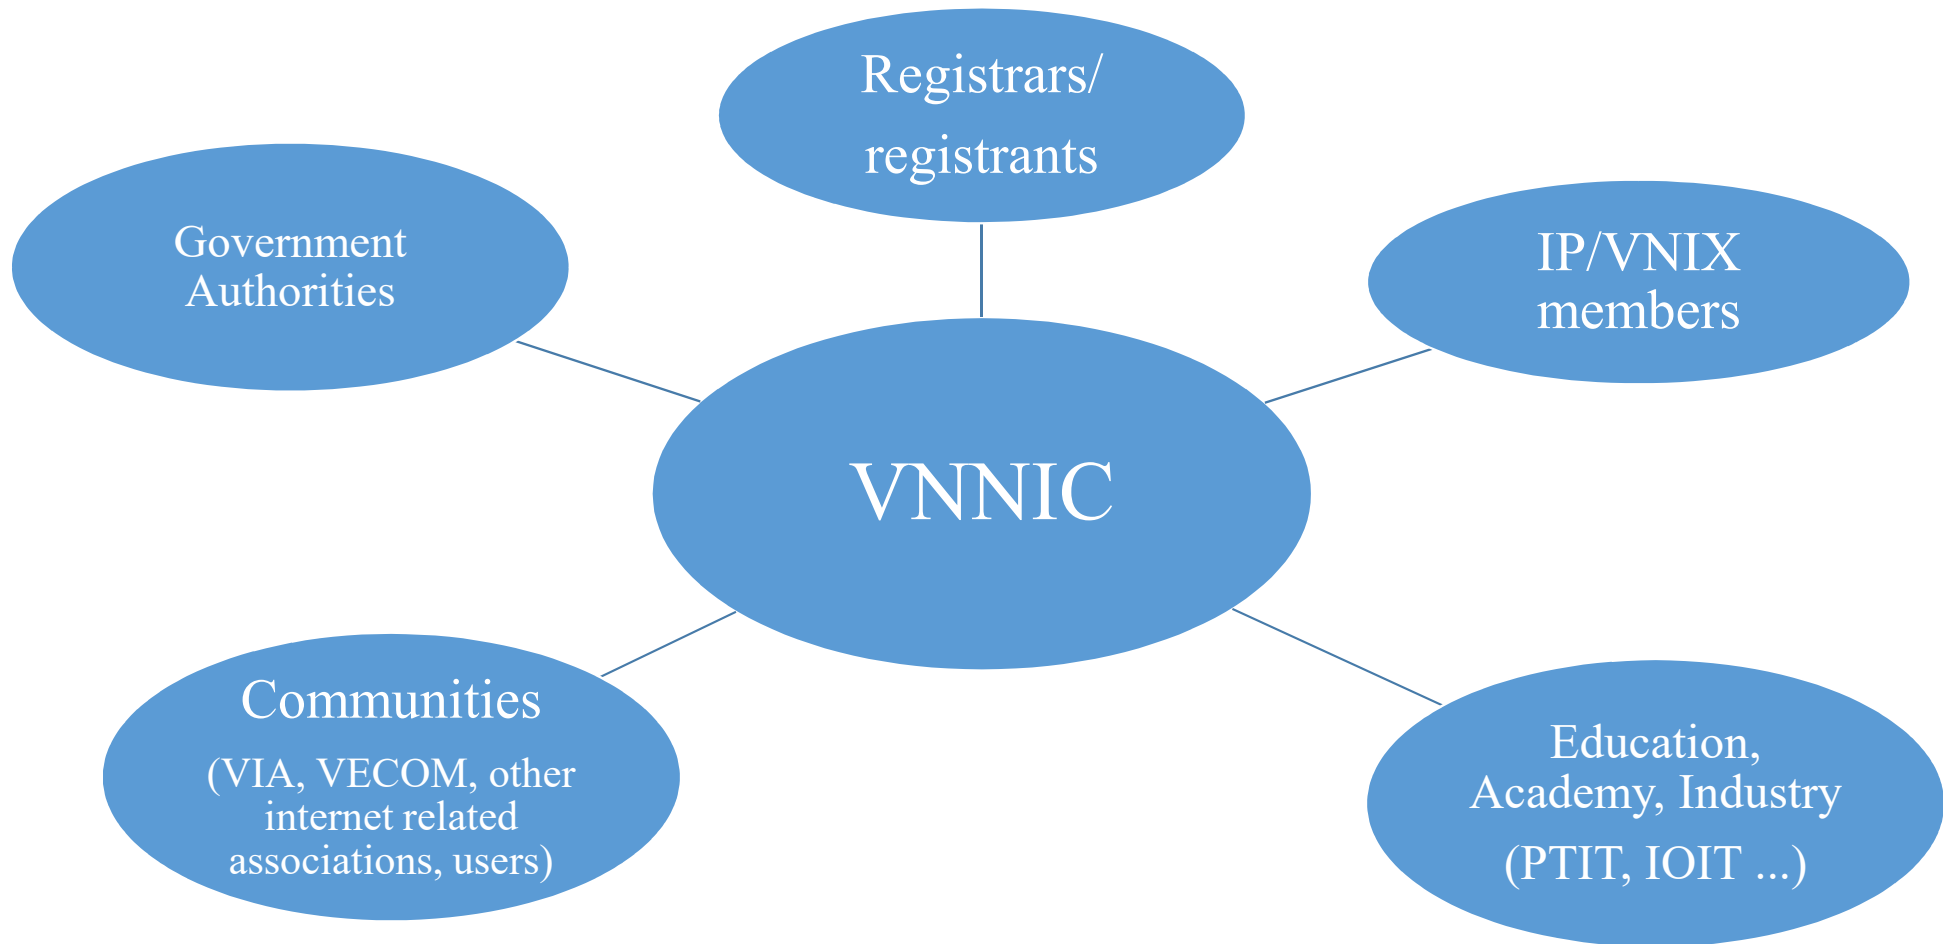 Registrars/
registrants
Government
Authorities
IP/VNIX
members
VNNIC
Communities
(VIA, VECOM, other
internet related
associations, users)
Education,
Academy, Industry
(PTIT, IOIT ...)